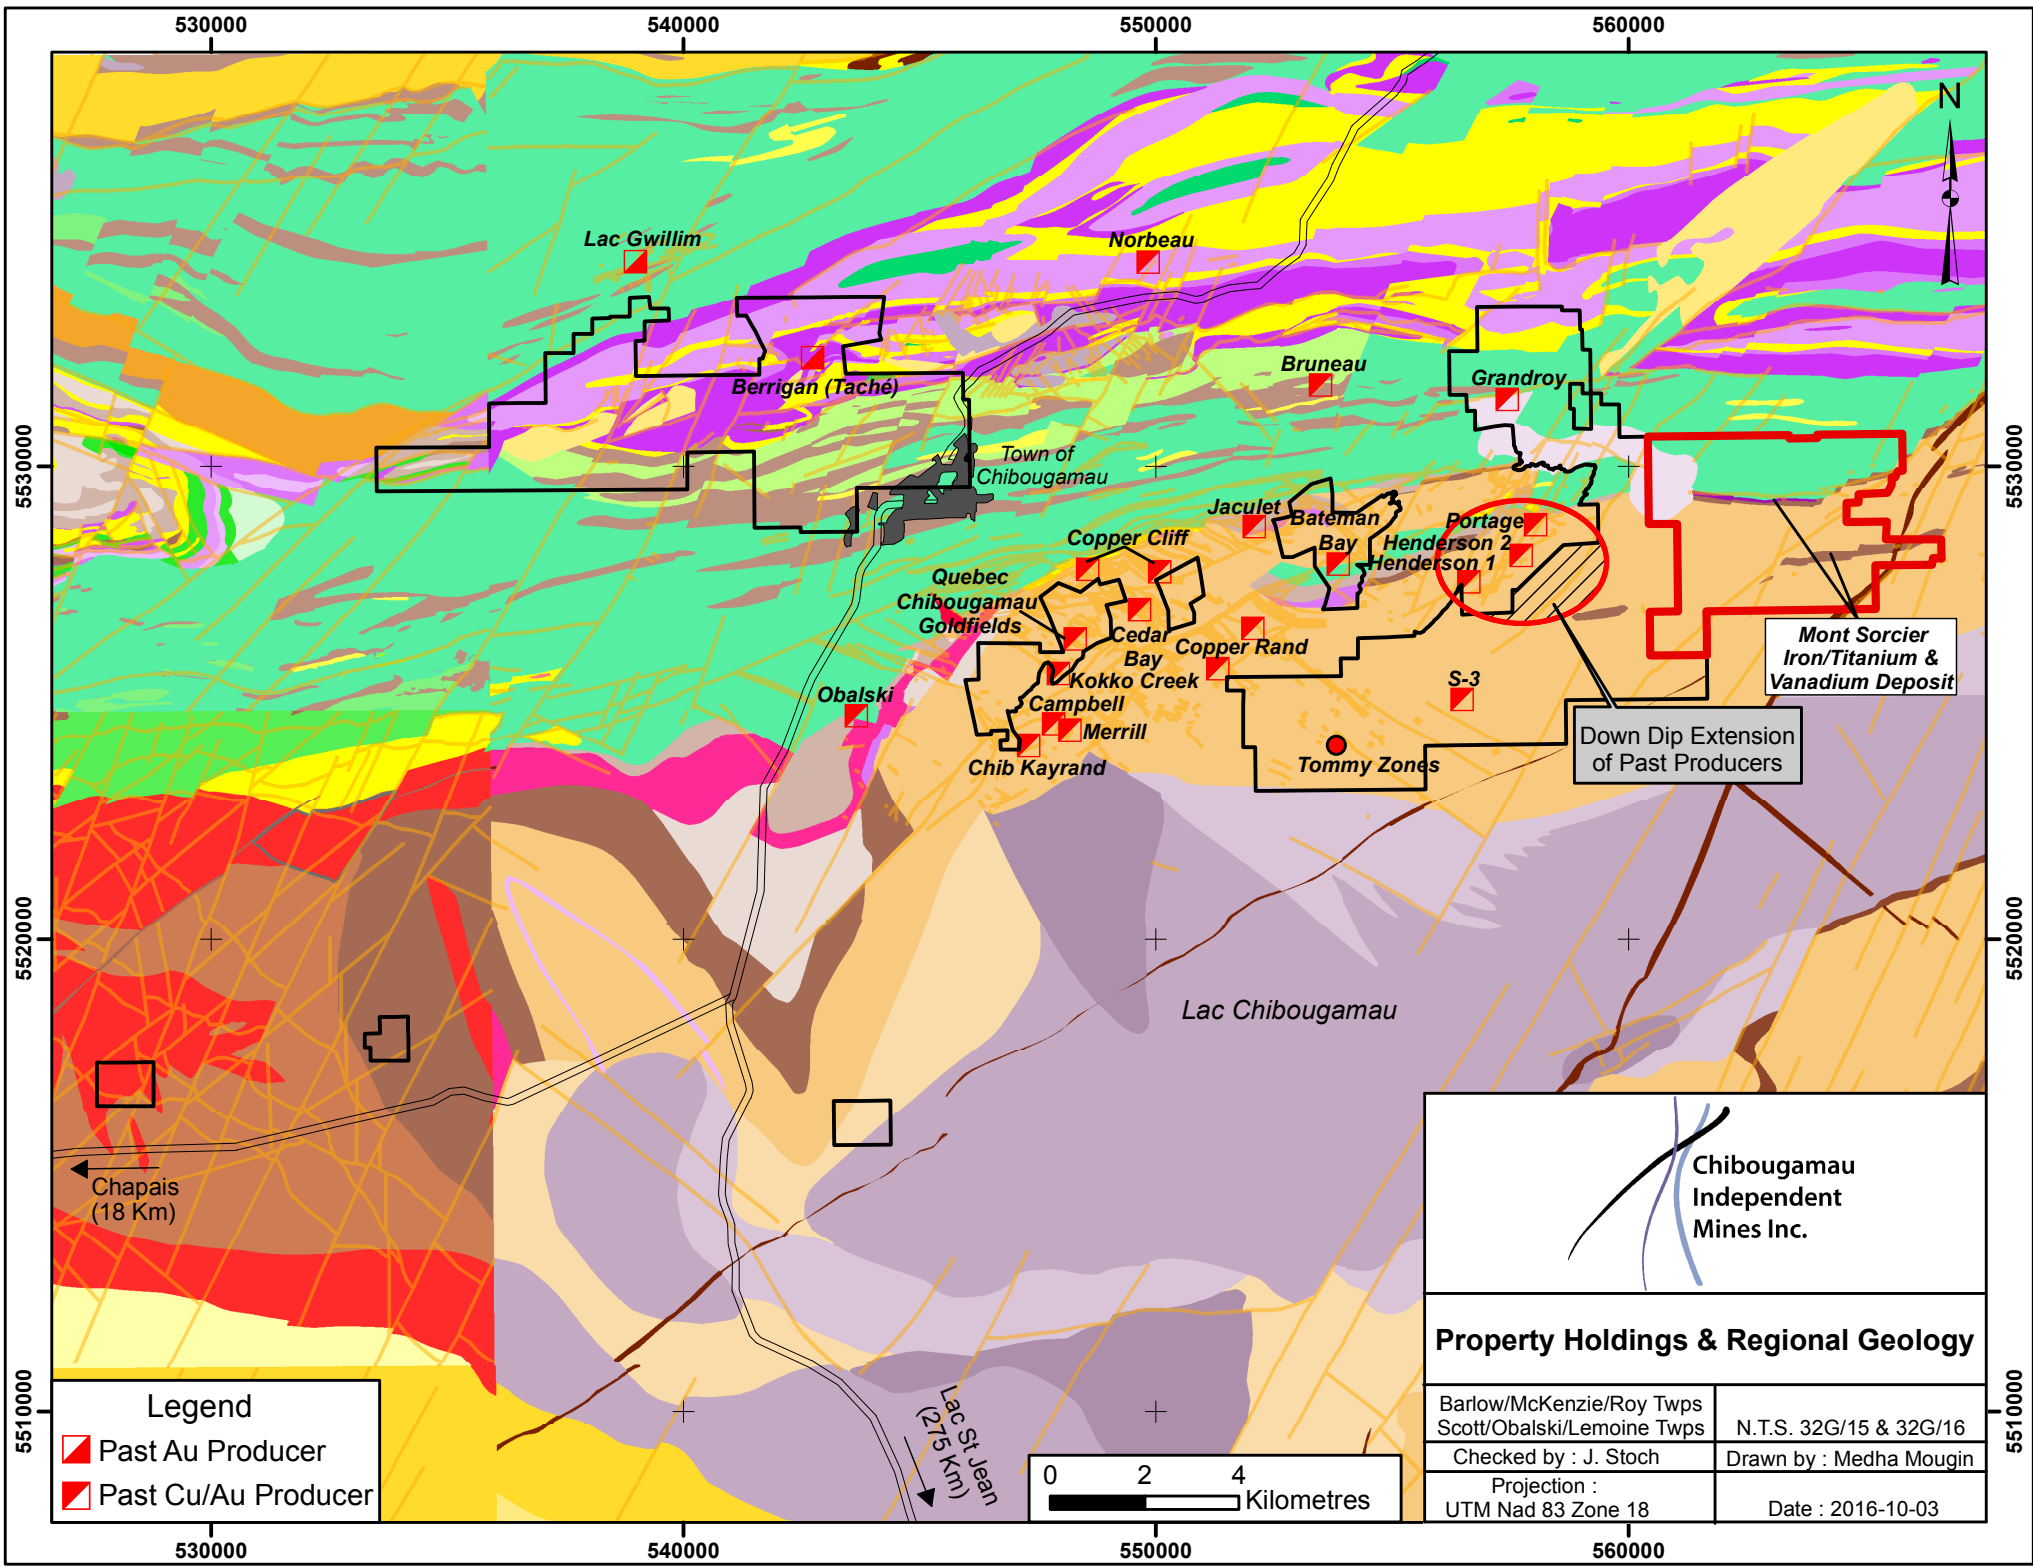 530000
540000
550000
560000
N
Lac Gwillim
Norbeau
Berrigan (Taché)
Bruneau
Grandroy
5530000
5530000
Town of
Chibougamau
Jaculet
Bateman
Bay
Portage
Henderson 2
Henderson 1
Copper Cliff
Quebec
Chibougamau
Goldfields
Cedar
Bay
Copper Rand
Kokko Creek
Campbell
Merrill
Chib Kayrand
Obalski
S-3
Tommy Zones
Mont Sorcier
Iron/Titanium &
Vanadium Deposit
Down Dip Extension
of Past Producers
5520000
5520000
Lac Chibougamau
Chapais
(18 Km)
Lac St Jean
(275 Km)
5510000
5510000
Legend
Past Au Producer
Past Cu/Au Producer
0 2 4
Kilometres
Chibougamau
Independent
Mines Inc.
Property Holdings & Regional Geology
Barlow/McKenzie/Roy Twps
Scott/Obalski/Lemoine Twps
N.T.S. 32G/15 & 32G/16
Checked by : J. Stoch
Drawn by : Medha Mougin
Projection :
UTM Nad 83 Zone 18
Date : 2016-10-03
530000
540000
550000
560000